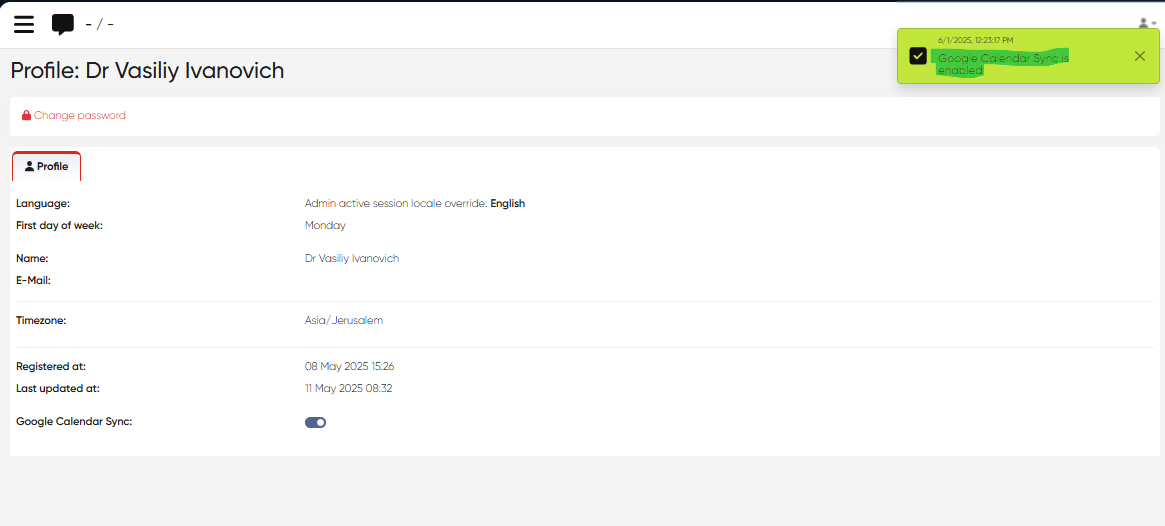 - / -
6/1/2025, 12:23:17 PM
Google Calendar Sync is
enabled
Profile: Dr Vasiliy Ivanovich
Change password
Profile
Language: Admin active session locale override: English
First day of week: Monday
Name: Dr Vasiliy Ivanovich
E-Mail:
Timezone: Asia/Jerusalem
Registered at: 08 May 2025 15:26
Last updated at: 11 May 2025 08:32
Google Calendar Sync: